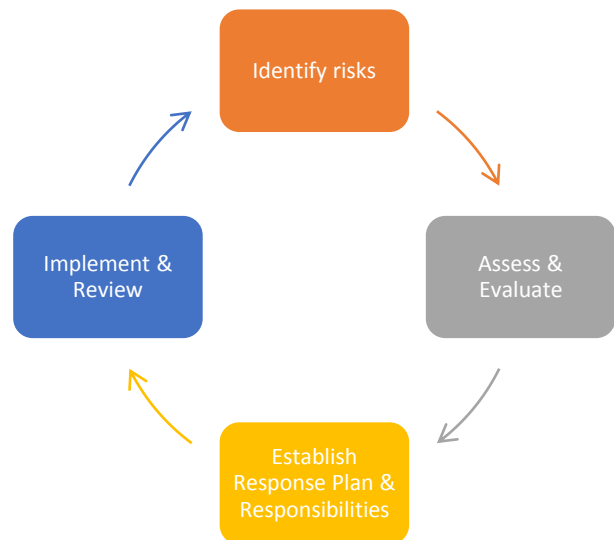 Identify risks
Assess &
Evaluate
Establish
Response Plan &
Responsibilities
Implement &
Review